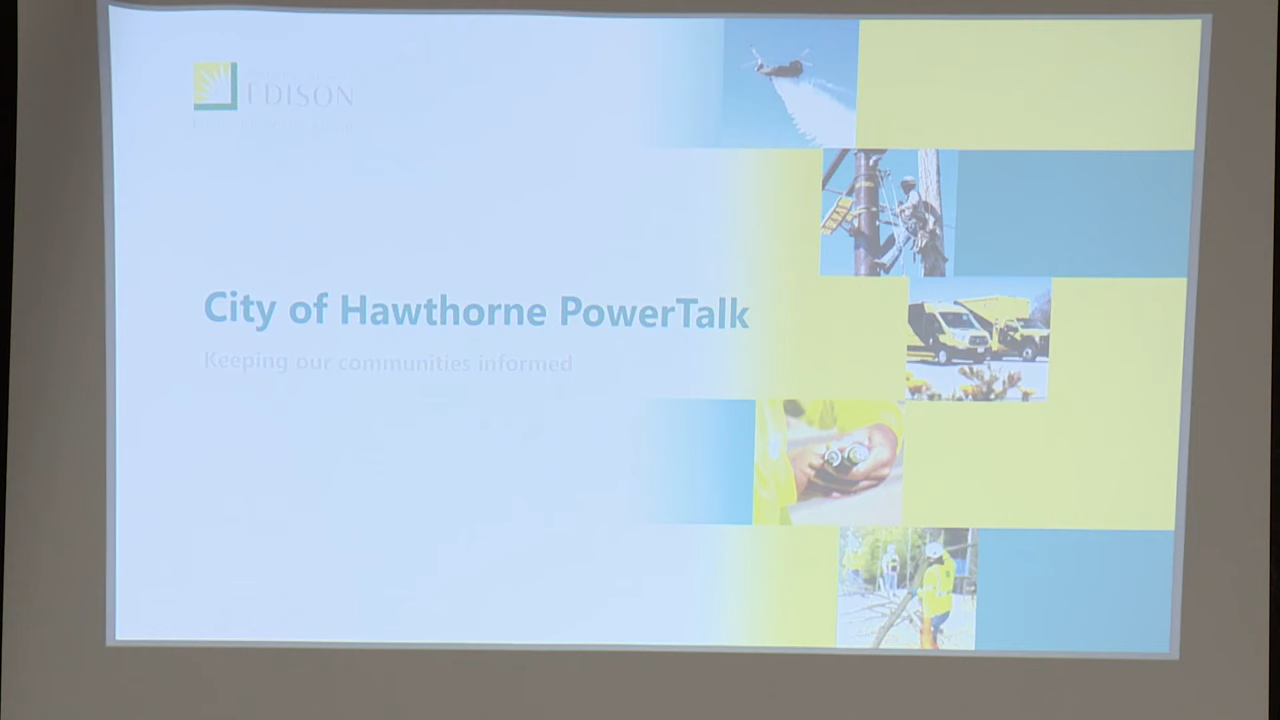 EDISON
City of Hawthorne PowerTalk
Keeping our communities informed